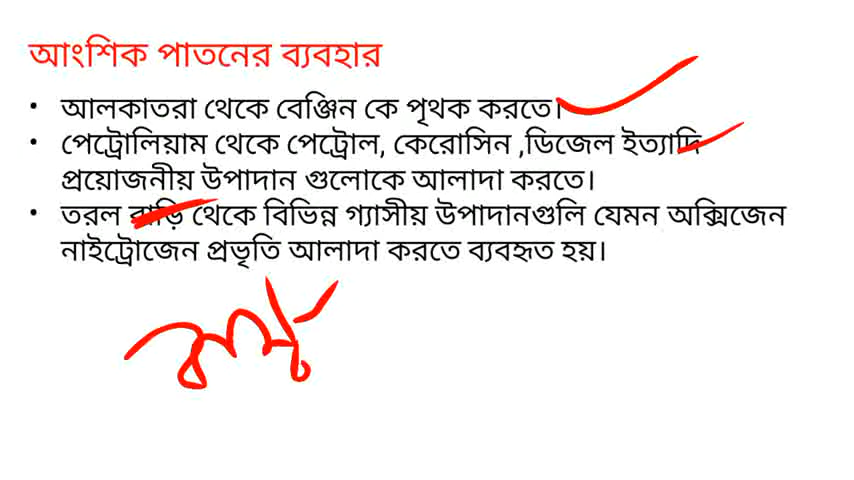 আংশিক পাতনের ব্যবহার
• আলকাতরা থেকে বেঞ্জিন কে পৃথক করতে।
• পেট্রোলিয়াম থেকে পেট্রোল, কেরোসিন ,ডিজেল ইত্যাদি
প্রয়োজনীয় উপাদান গুলোকে আলাদা করতে।
• তরল থেকে বিভিন্ন গ্যাসীয় উপাদানগুলি যেমন অক্সিজেন
নাইট্রোজেন প্রভৃতি আলাদা করতে ব্যবহৃত হয়।